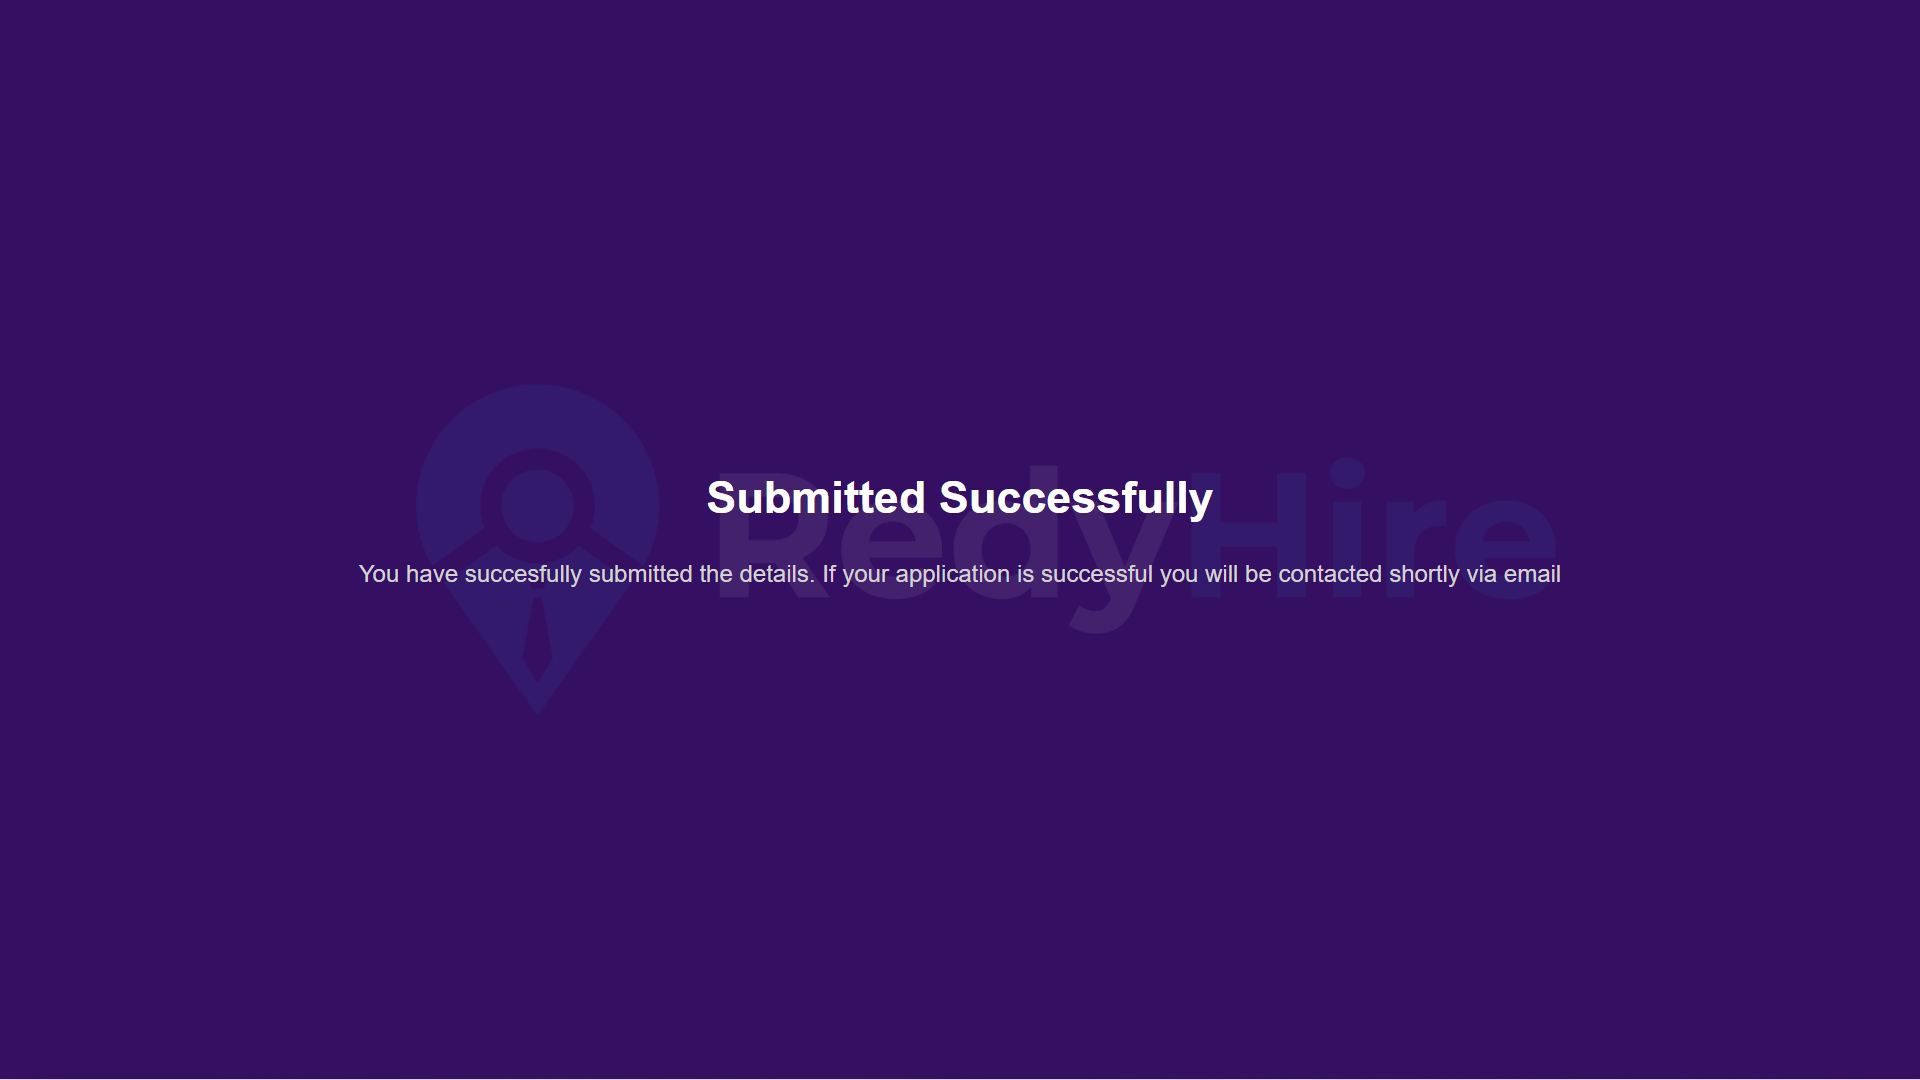 RedyHire
Submitted Successfully
You have succesfully submitted the details. If your application is successful you will be contacted shortly via email